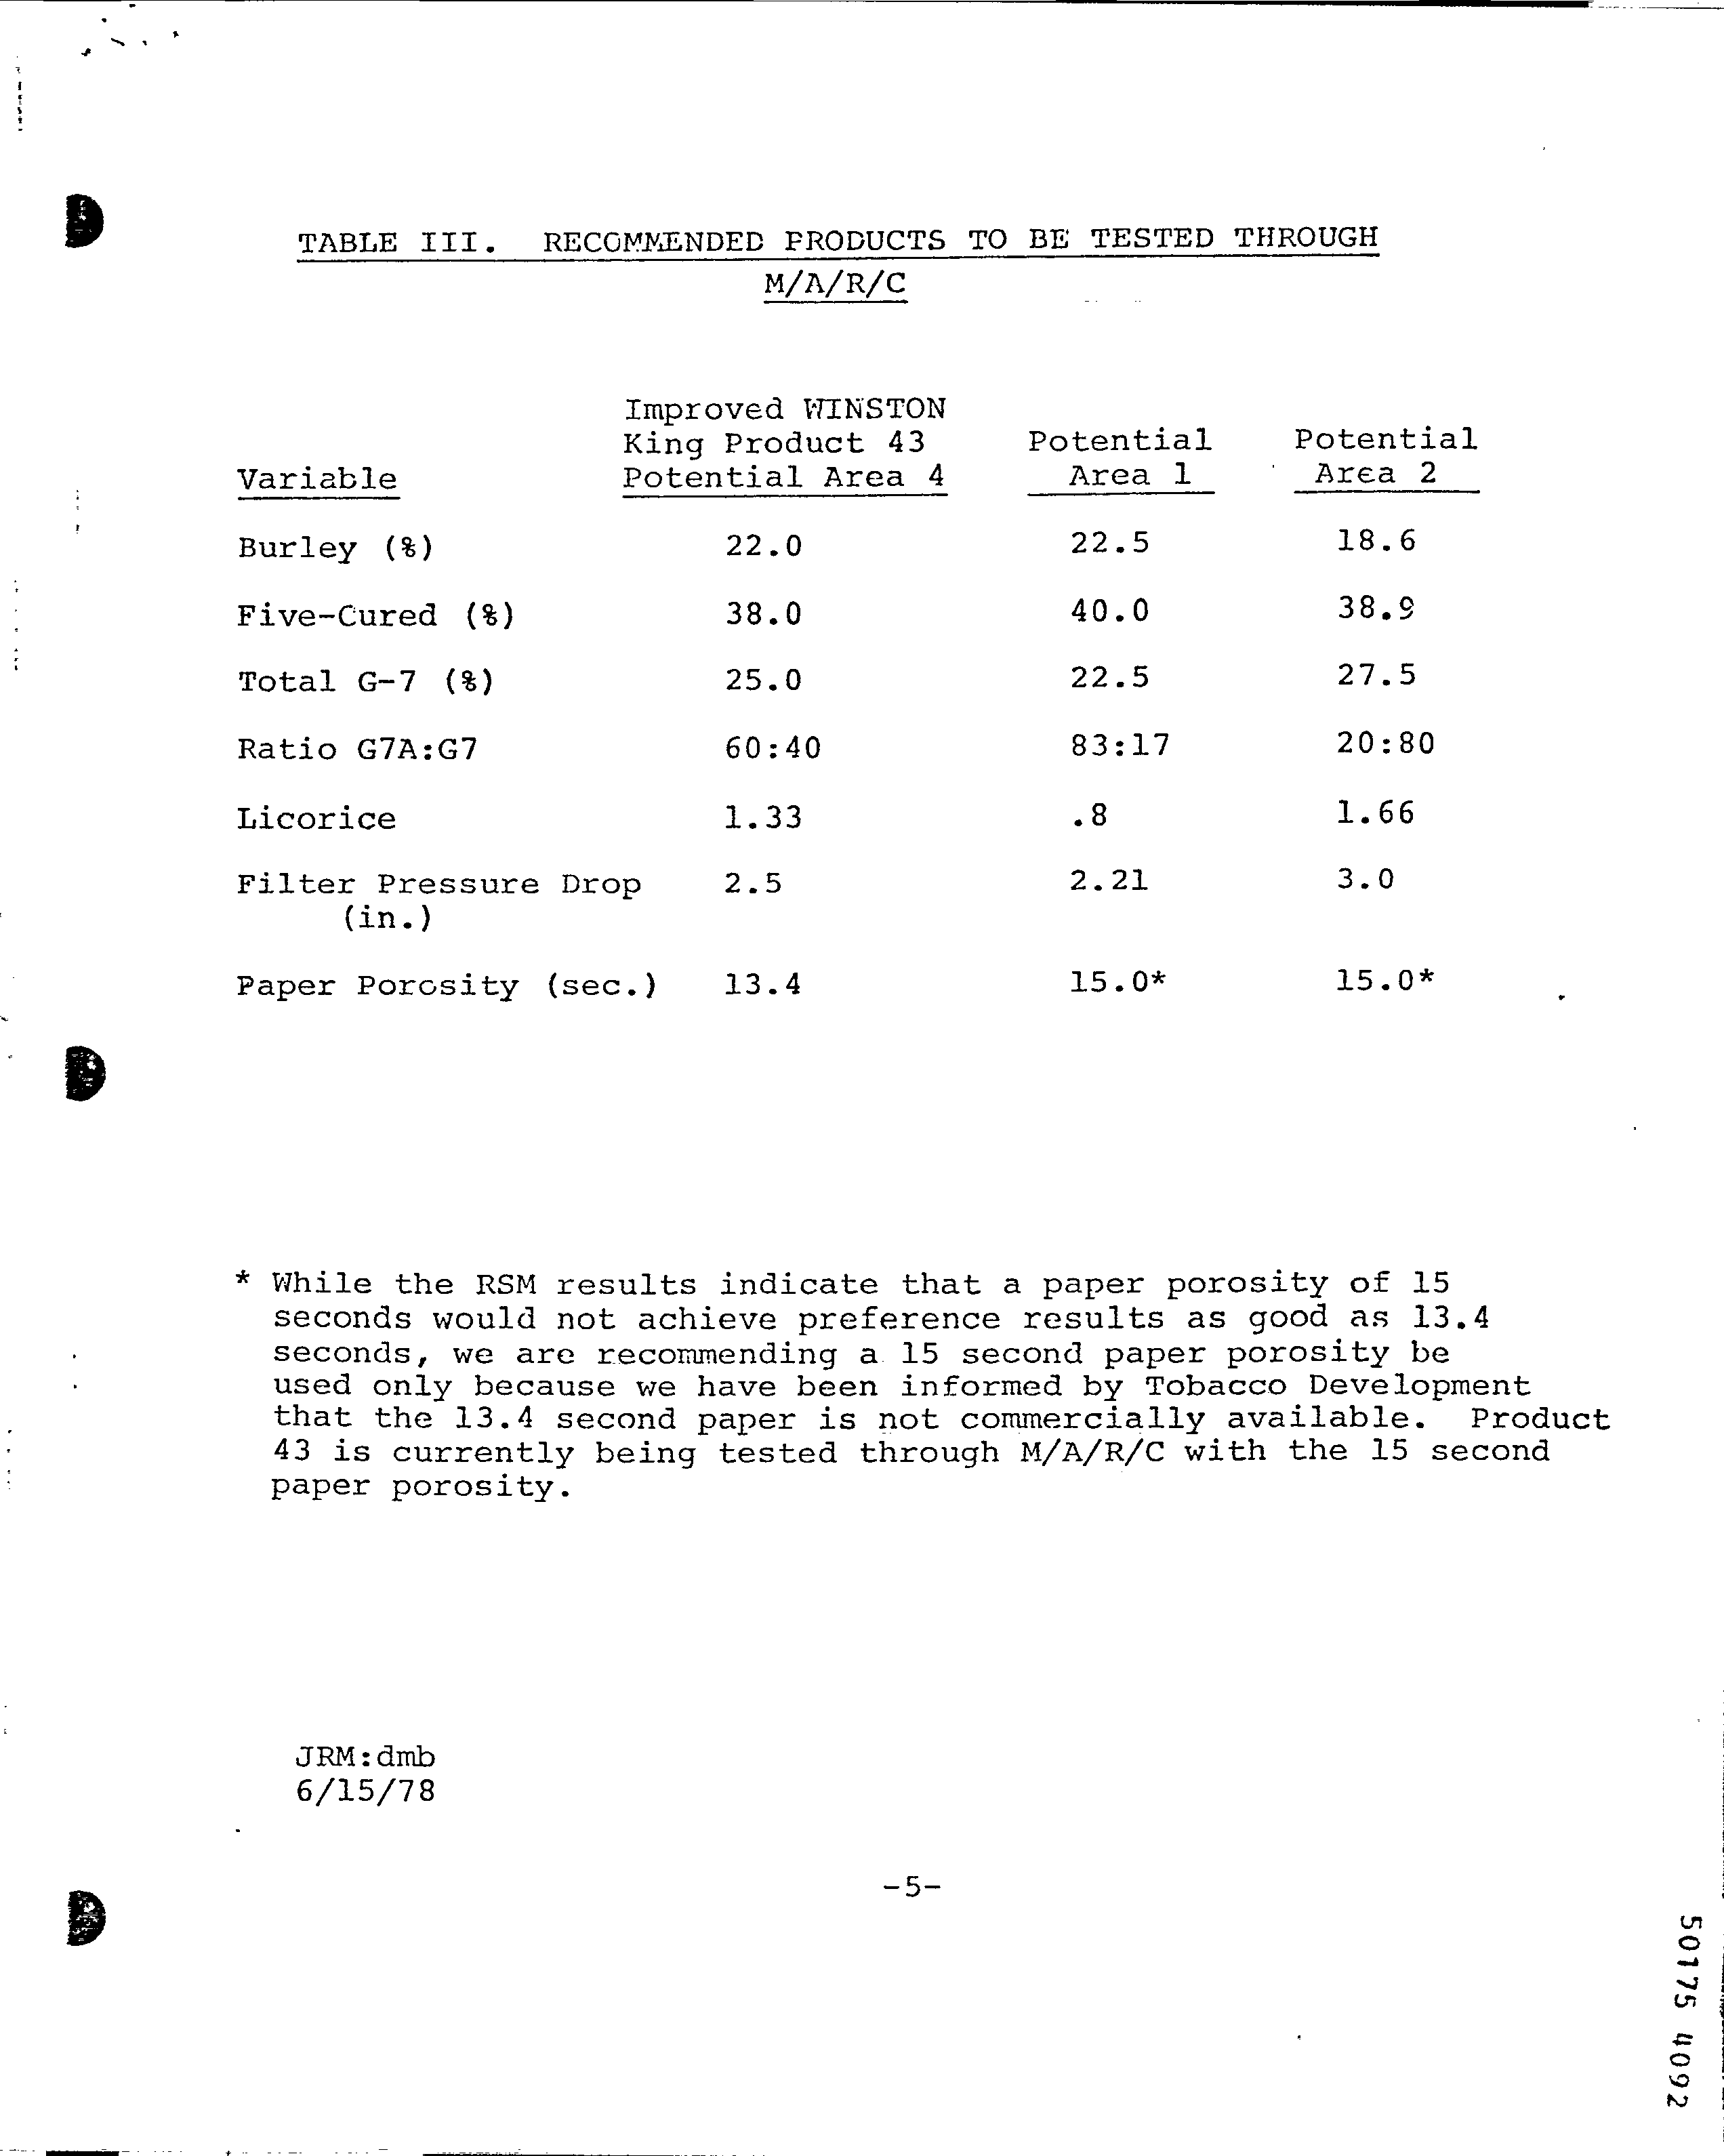 TABLE III. RECOMMENDED PRODUCTS TO BE TESTED THROUGH
M/A/R/C
Improved WINSTON
King Product 43 Potential Potential
Variable Potential Area 4 Area 1 Area 2
Burley (%) 22.0 22.5 18.6
Five-Cured (%) 38.0 40.0 38.9
Total G-7 (%) 25.0 22.5 27.5
Ratio G7A:G7 60:40 83:17 20:80
Licorice 1.33 .8 1.66
Filter Pressure Drop 2.5 2.21 3.0
(in.)
Paper Porosity (sec.) 13.4 15.0* 15.0*
* While the RSM results indicate that a paper porosity of 15
seconds would not achieve preference results as good as 13.4
seconds, we are recommending a 15 second paper porosity be
used only because we have been informed by Tobacco Development
that the 13.4 second paper is not commercially available. Product
43 is currently being tested through M/A/R/C with the 15 second
paper porosity.
JRM:dmb
6/15/78
-5-
50175 4092